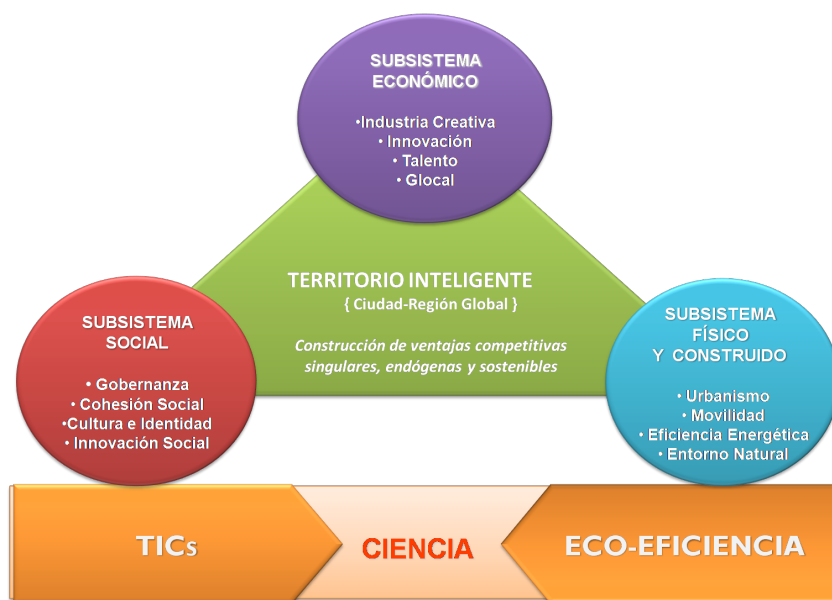 SUBSISTEMA
ECONÓMICO
•Industria Creativa
• Innovación
• Talento
• Glocal
TERRITORIO INTELIGENTE
{ Ciudad-Región Global }
Construcción de ventajas competitivas
singulares, endógenas y sostenibles
SUBSISTEMA
SOCIAL
• Gobernanza
• Cohesión Social
•Cultura e Identidad
• Innovación Social
SUBSISTEMA
FÍSICO
Y CONSTRUIDO
• Urbanismo
• Movilidad
• Eficiencia Energética
• Entorno Natural
TICs
CIENCIA
ECO-EFICIENCIA